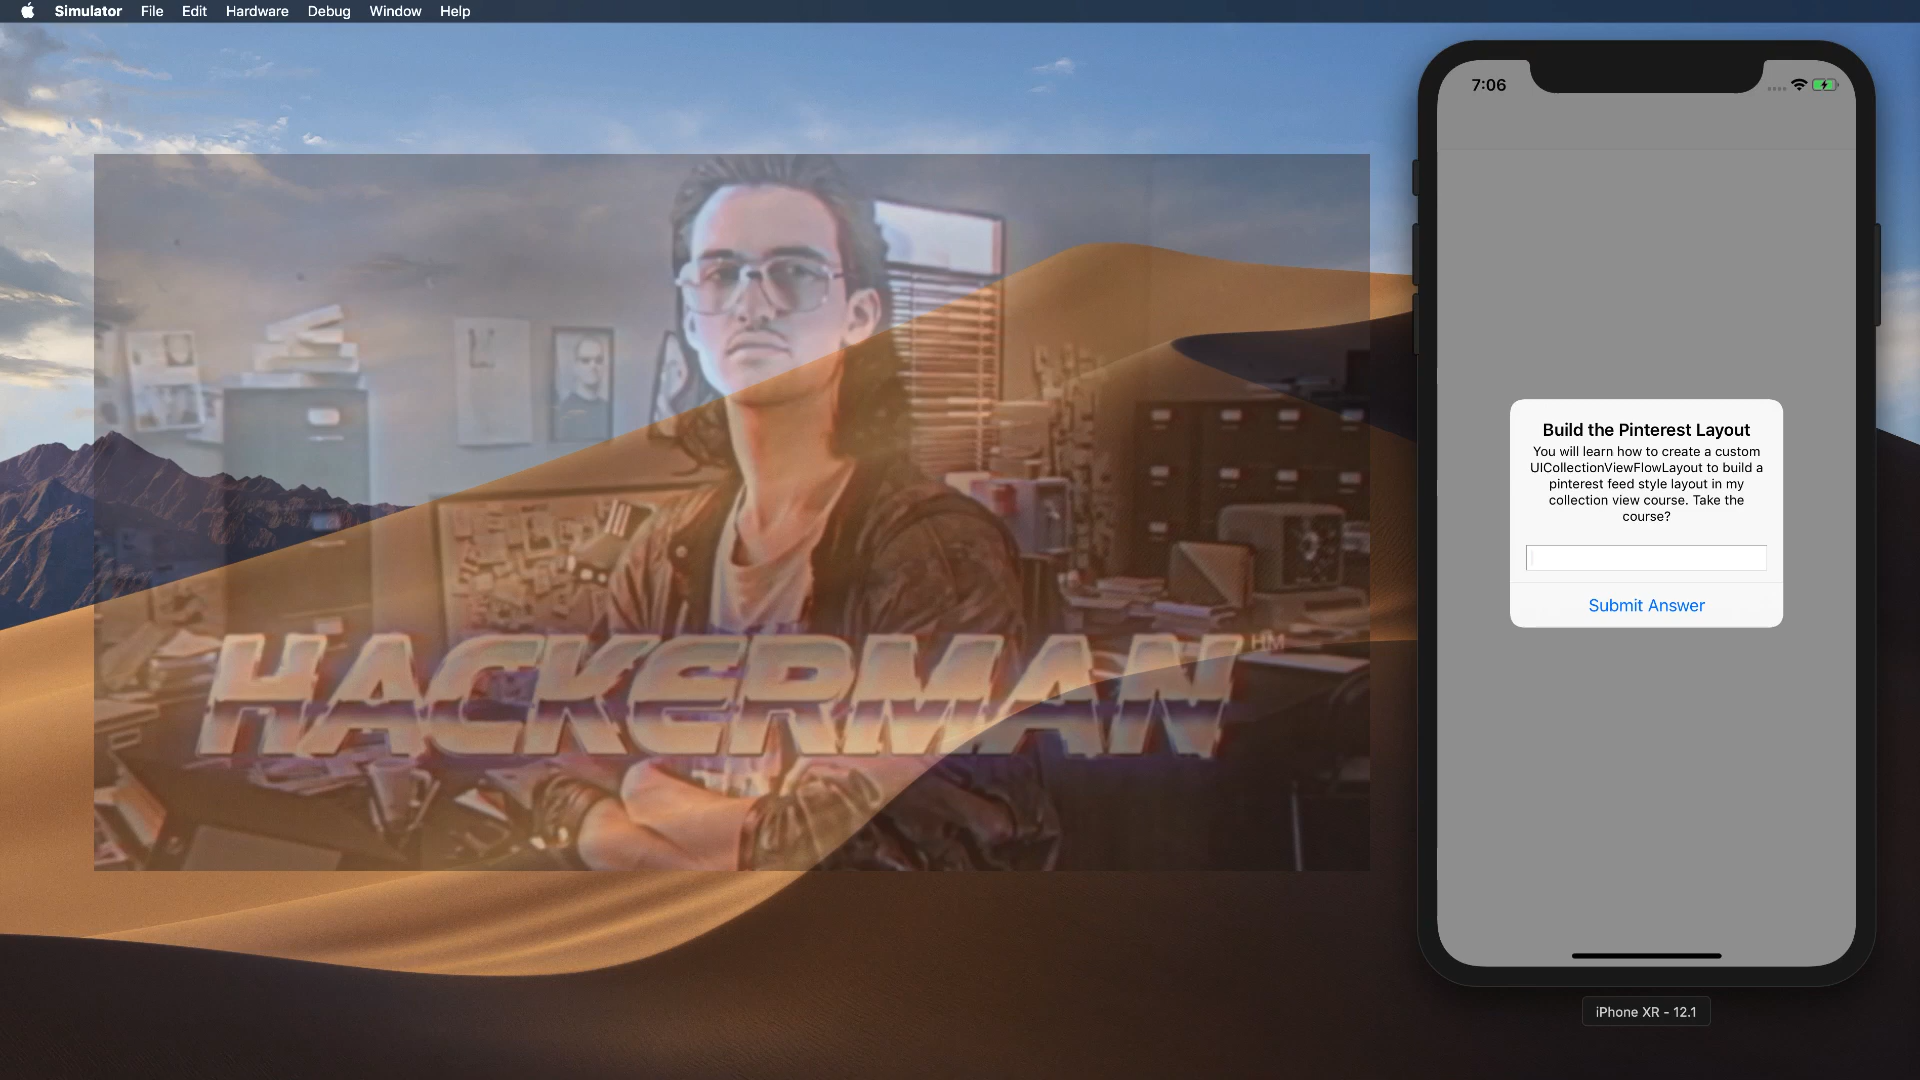 Simulator File Edit Hardware Debug Window Help
7:06
HACKERMAN HM
Build the Pinterest Layout
You will learn how to create a custom
UICollectionViewFlowLayout to build a
pinterest feed style layout in my
collection view course. Take the
course?
Submit Answer
iPhone XR - 12.1